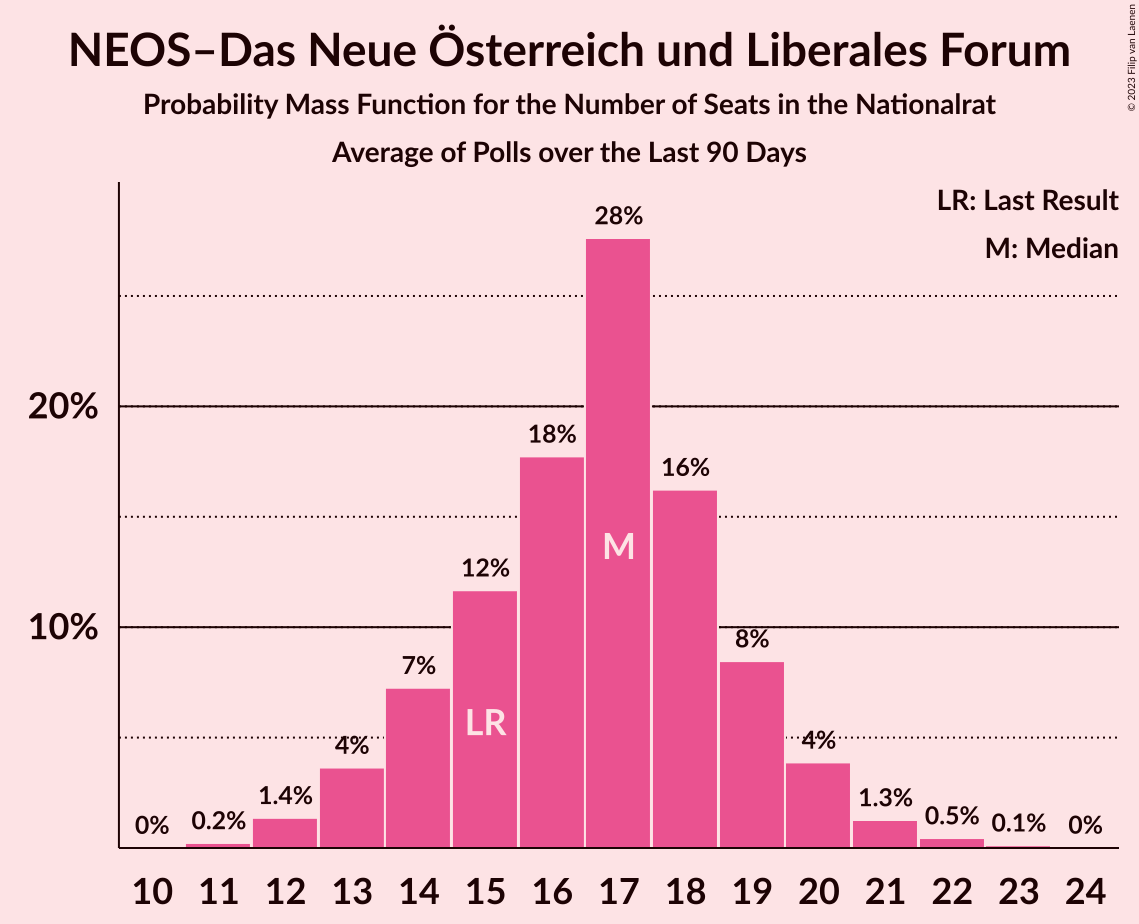 NEOS–Das Neue Österreich und Liberales Forum
Probability Mass Function for the Number of Seats in the Nationalrat
Average of Polls over the Last 90 Days
© 2023 Filip van Laenen
LR: Last Result
M: Median
20%
10%
0%
0.2%
1.4%
4%
7%
12%
18%
28%
16%
8%
4%
1.3%
0.5%
0.1%
0%
LR
M
10 11 12 13 14 15 16 17 18 19 20 21 22 23 24